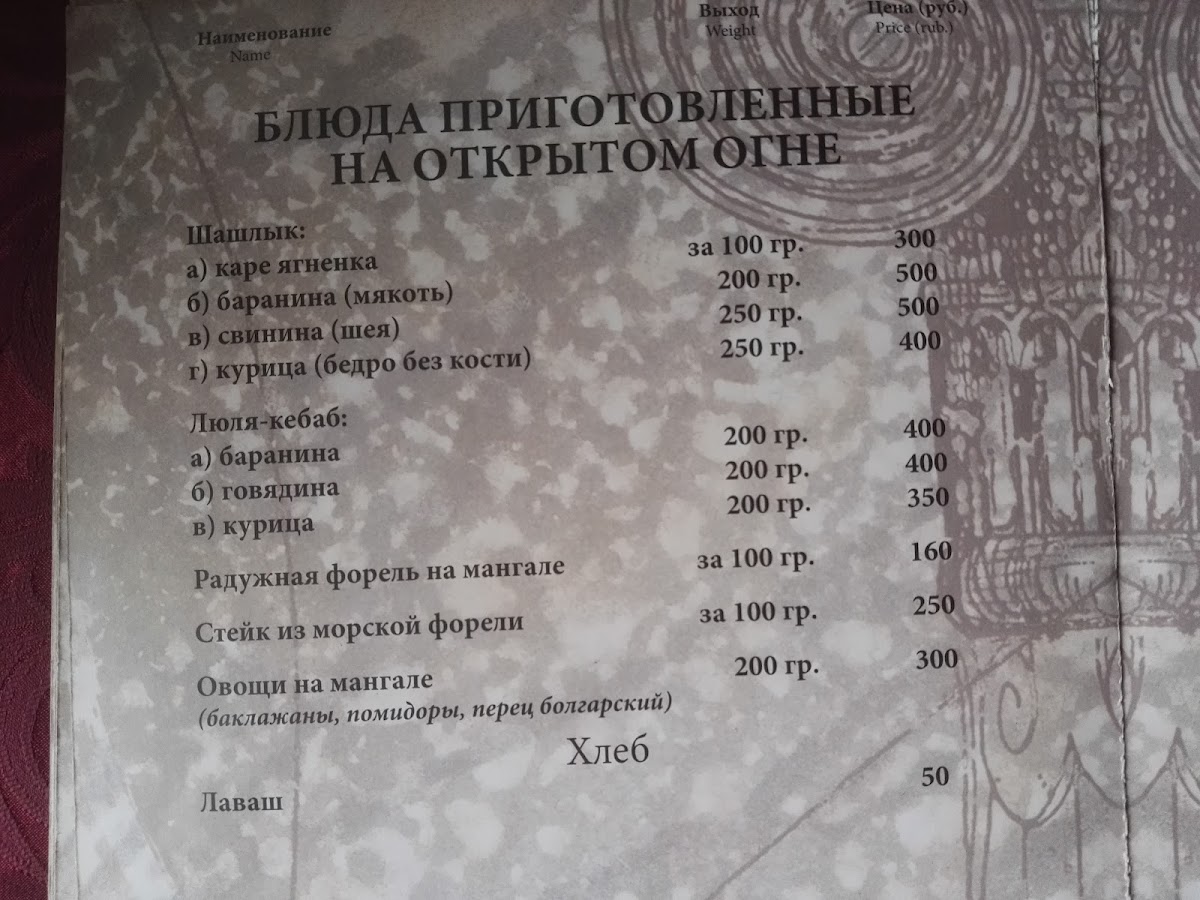 Наименование Выход Цена (руб.)
Name Weight Price (rub.)
БЛЮДА ПРИГОТОВЛЕННЫЕ
НА ОТКРЫТОМ ОГНЕ
Шашлык:
а) каре ягненка за 100 гр. 300
б) баранина (мякоть) 200 гр. 500
в) свинина (шея) 250 гр. 500
г) курица (бедро без кости) 250 гр. 400
Люля-кебаб:
а) баранина 200 гр. 400
б) говядина 200 гр. 400
в) курица 200 гр. 350
Радужная форель на мангале за 100 гр. 160
Стейк из морской форели за 100 гр. 250
Овощи на мангале 200 гр. 300
(баклажаны, помидоры, перец болгарский)
Хлеб
Лаваш 50